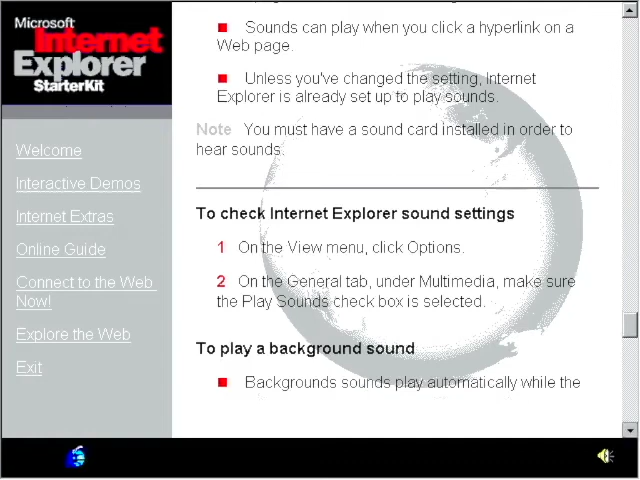 Microsoft
Internet
Explorer
StarterKit
Welcome
Interactive Demos
Internet Extras
Online Guide
Connect to the Web
Now!
Explore the Web
Exit
Sounds can play when you click a hyperlink on a
Web page.
Unless you've changed the setting, Internet
Explorer is already set up to play sounds.
Note You must have a sound card installed in order to
hear sounds.
To check Internet Explorer sound settings
1 On the View menu, click Options.
2 On the General tab, under Multimedia, make sure
the Play Sounds check box is selected.
To play a background sound
Backgrounds sounds play automatically while the